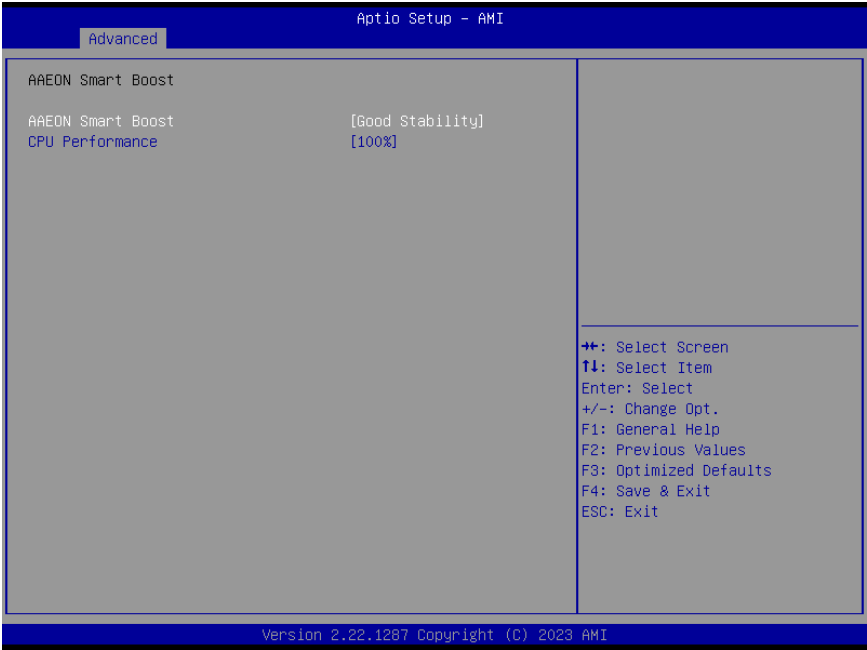 Aptio Setup – AMI
Advanced
AAEON Smart Boost
AAEON Smart Boost [Good Stability]
CPU Performance [100%]
→←: Select Screen
↑↓: Select Item
Enter: Select
+/-: Change Opt.
F1: General Help
F2: Previous Values
F3: Optimized Defaults
F4: Save & Exit
ESC: Exit
Version 2.22.1287 Copyright (C) 2023 AMI